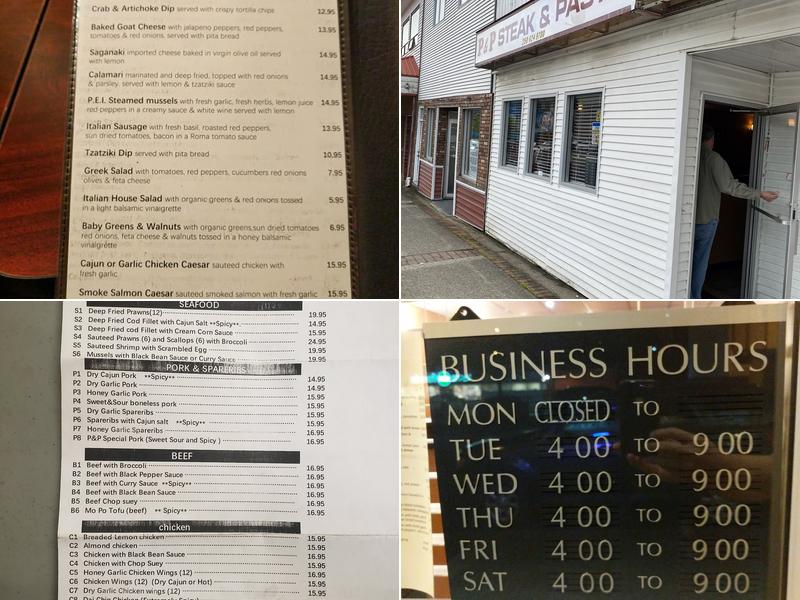 Crab & Artichoke Dip served with crispy tortilla chips 12.95
Baked Goat Cheese with jalapeno peppers, red peppers, 13.95
tomatoes & red onions, served with pita bread
Saganaki imported cheese baked in virgin olive oil served 14.95
with lemon
Calamari marinated and deep fried, topped with red onions 14.95
& parsley, served with lemon & tzatziki sauce
P.E.I. Steamed mussels with fresh garlic, fresh herbs, lemon juice 14.95
red peppers in a creamy sauce & white wine served with lemon
Italian Sausage with fresh basil, roasted red peppers, 13.95
sun dried tomatoes, bacon in a Roma tomato sauce
Tzatziki Dip served with pita bread 10.95
Greek Salad with tomatoes, red peppers, cucumbers red onions 7.95
olives & feta cheese
Italian House Salad with organic greens & red onions tossed 5.95
in a light balsamic vinaigrette
Baby Greens & Walnuts with organic greens,sun dried tomatoes 6.95
red onions, feta cheese & walnuts tossed in a honey balsamic
vinaigrette
Cajun or Garlic Chicken Caesar sauteed chicken with 15.95
fresh garlic
Smoke Salmon Caesar sauteed smoked salmon with fresh garlic 15.95
P&P STEAK & PAST
SEAFOOD
S1 Deep Fried Prawns(12) 19.95
S2 Deep Fried Cod Fillet with Cajun Salt **Spicy** 14.95
S3 Deep Fried cod Fillet with Cream Corn Sauce 15.95
S4 Sauteed Prawns (6) and Scallops (6) with Broccoli 24.95
S5 Sauteed Shrimp with Scrambled Egg 19.95
S6 Mussels with Black Bean Sauce or Curry Sauce 19.95
PORK & SPARERIBS
P1 Dry Cajun Pork **Spicy** 14.95
P2 Dry Garlic Pork 14.95
P3 Honey Garlic Pork 15.95
P4 Sweet&Sour boneless pork 15.95
P5 Dry Garlic Spareribs 15.95
P6 Spareribs with Cajun salt **Spicy** 15.95
P7 Honey Garlic Spareribs 16.95
P8 P&P Special Pork (Sweet Sour and Spicy ) 16.95
BEEF
B1 Beef with Broccoli 16.95
B2 Beef with Black Pepper Sauce 16.95
B3 Beef with Curry Sauce **Spicy** 16.95
B4 Beef with Black Bean Sauce 16.95
B5 Beef Chop suey 16.95
B6 Mo Po Tofu (beef) ** Spicy** 16.95
chicken
C1 Breaded Lemon chicken 15.95
C2 Almond chicken 15.95
C3 Chicken with Black Bean Sauce 15.95
C4 Chicken with Chop Suey 15.95
C5 Honey Garlic Chicken Wings (12) 16.95
C6 Chicken Wings (12) (Dry Cajun or Hot) 15.95
C7 Dry Garlic Chicken wings (12) 15.95
BUSINESS HOURS
MON CLOSED TO
TUE 4 00 TO 9 00
WED 4 00 TO 9 00
THU 4 00 TO 9 00
FRI 4 00 TO 9 00
SAT 4 00 TO 9 00